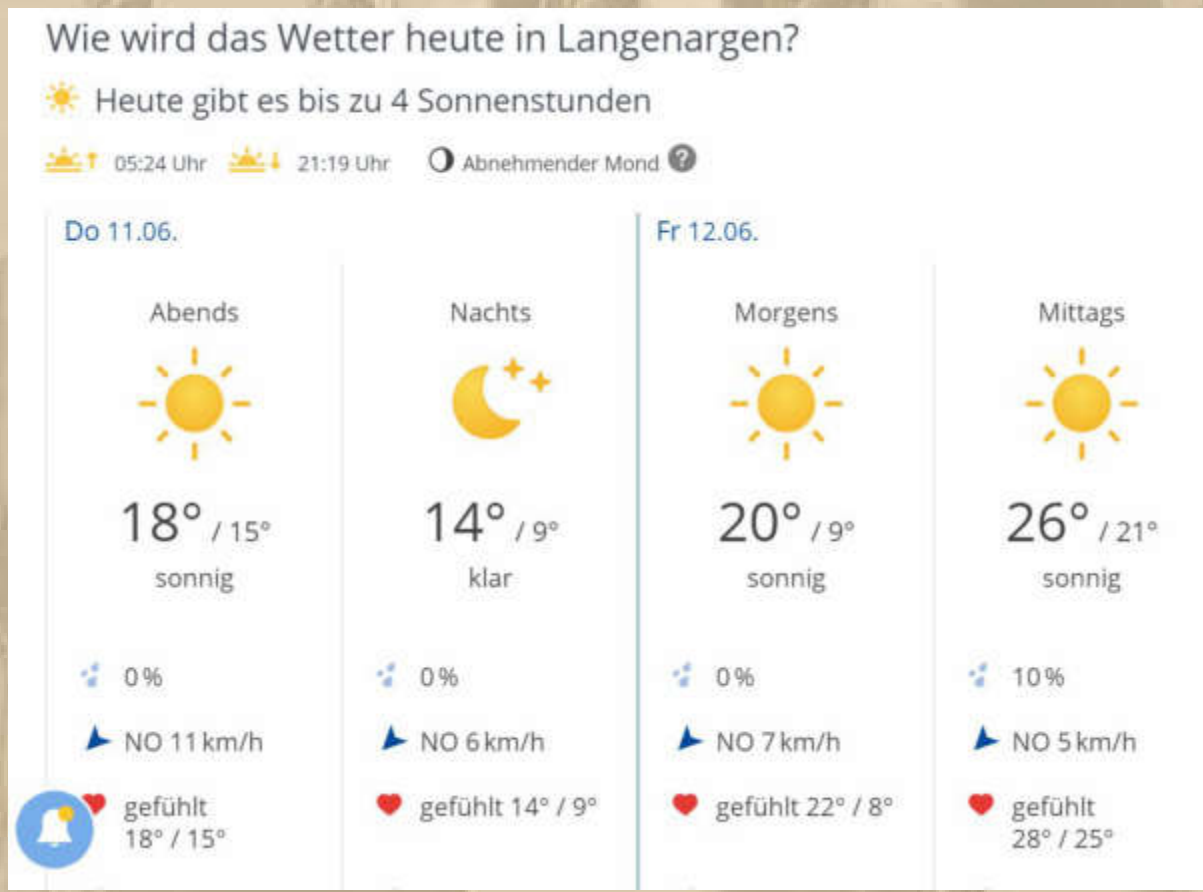 Wie wird das Wetter heute in Langenargen?
Heute gibt es bis zu 4 Sonnenstunden
05:24 Uhr 21:19 Uhr Abnehmender Mond ?
Do 11.06.
Fr 12.06.
Abends
Nachts
Morgens
Mittags
18° / 15°
14° / 9°
20° / 9°
26° / 21°
sonnig
klar
sonnig
sonnig
0 %
0 %
0 %
10 %
NO 11 km/h
NO 6 km/h
NO 7 km/h
NO 5 km/h
gefühlt
18° / 15°
gefühlt 14° / 9°
gefühlt 22° / 8°
gefühlt
28° / 25°